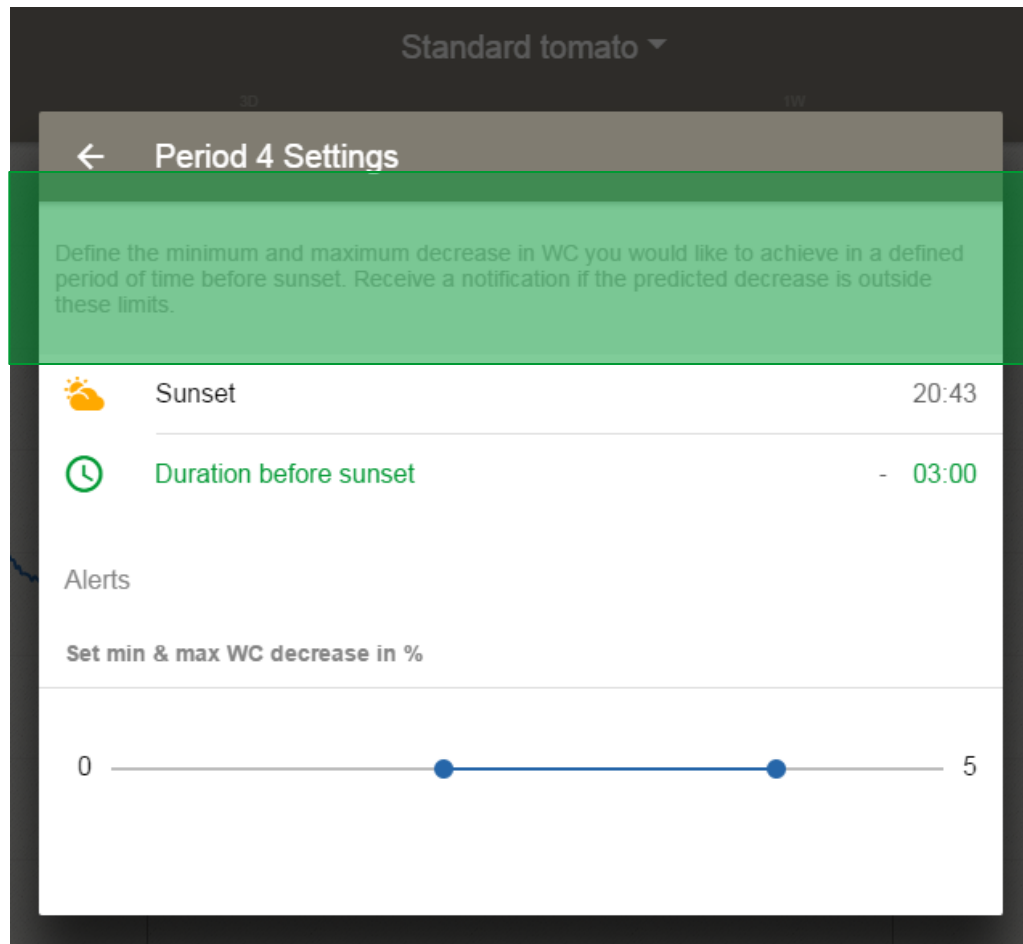 Standard tomato
3D 1W
Period 4 Settings
Define the minimum and maximum decrease in WC you would like to achieve in a defined
period of time before sunset. Receive a notification if the predicted decrease is outside
these limits.
Sunset 20:43
Duration before sunset - 03:00
Alerts
Set min & max WC decrease in %
0 5